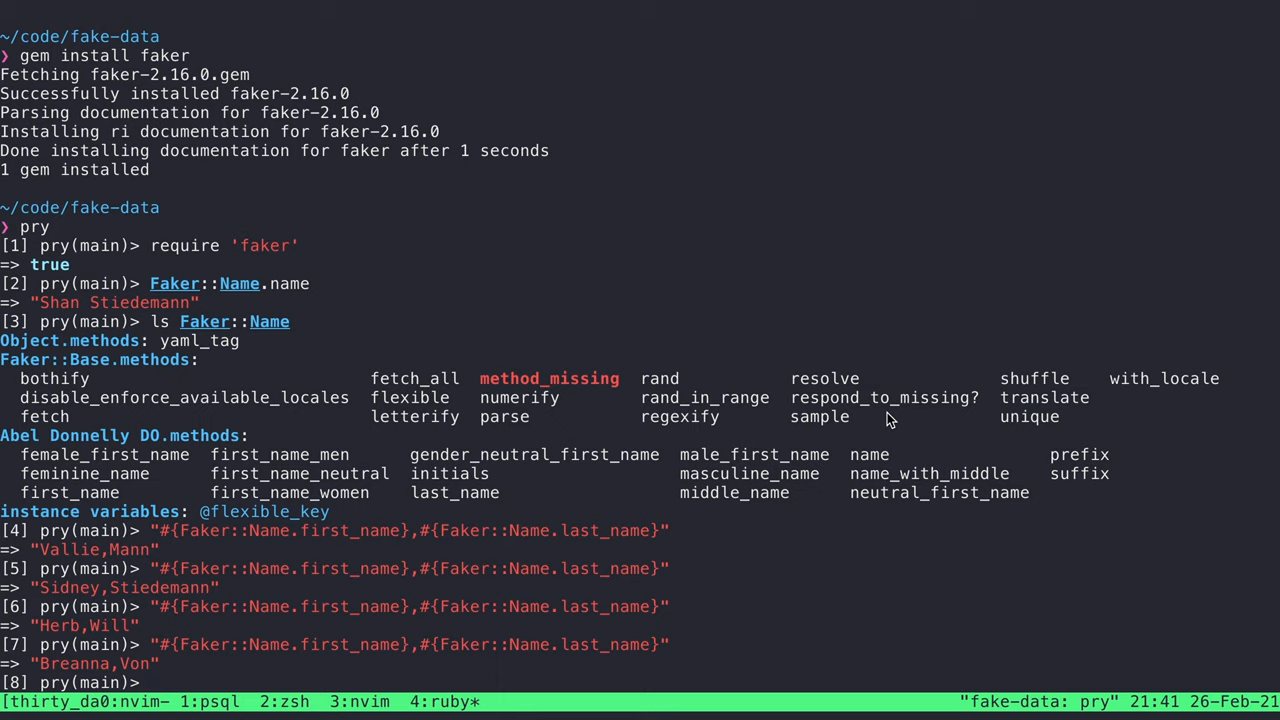 ~/code/fake-data
❯ gem install faker
Fetching faker-2.16.0.gem
Successfully installed faker-2.16.0
Parsing documentation for faker-2.16.0
Installing ri documentation for faker-2.16.0
Done installing documentation for faker after 1 seconds
1 gem installed
~/code/fake-data
❯ pry
[1] pry(main)> require 'faker'
=> true
[2] pry(main)> Faker::Name.name
=> "Shan Stiedemann"
[3] pry(main)> ls Faker::Name
Object.methods: yaml_tag
Faker::Base.methods:
bothify fetch_all method_missing rand resolve shuffle with_locale
disable_enforce_available_locales flexible numerify rand_in_range respond_to_missing? translate
fetch letterify parse regexify sample unique
Abel Donnelly DO.methods:
female_first_name first_name_men gender_neutral_first_name male_first_name name prefix
feminine_name first_name_neutral initials masculine_name name_with_middle suffix
first_name first_name_women last_name middle_name neutral_first_name
instance variables: @flexible_key
[4] pry(main)> "#{Faker::Name.first_name},#{Faker::Name.last_name}"
=> "Vallie,Mann"
[5] pry(main)> "#{Faker::Name.first_name},#{Faker::Name.last_name}"
=> "Sidney,Stiedemann"
[6] pry(main)> "#{Faker::Name.first_name},#{Faker::Name.last_name}"
=> "Herb,Will"
[7] pry(main)> "#{Faker::Name.first_name},#{Faker::Name.last_name}"
=> "Breanna,Von"
[8] pry(main)>
[thirty_da0:nvim- 1:psql 2:zsh 3:nvim 4:ruby* "fake-data: pry" 21:41 26-Feb-21